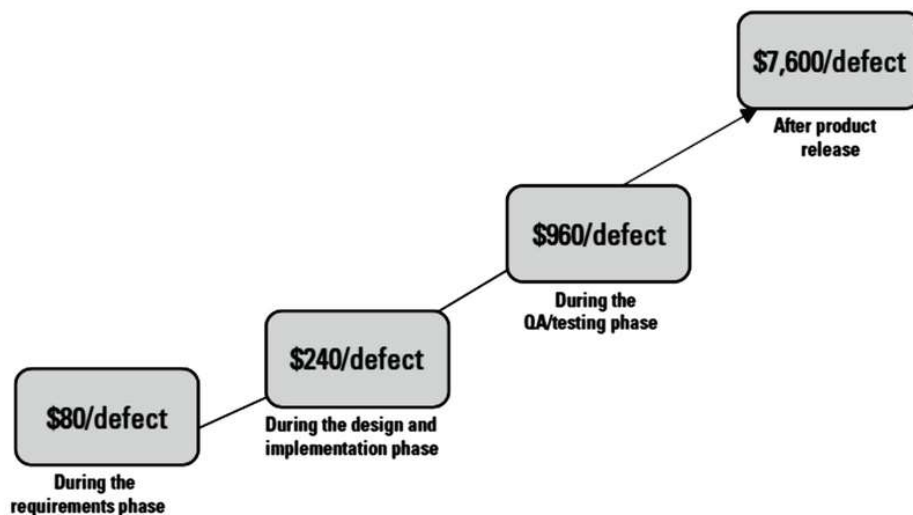 $7,600/defect
After product
release
$960/defect
During the
QA/testing phase
$240/defect
During the design and
implementation phase
$80/defect
During the
requirements phase